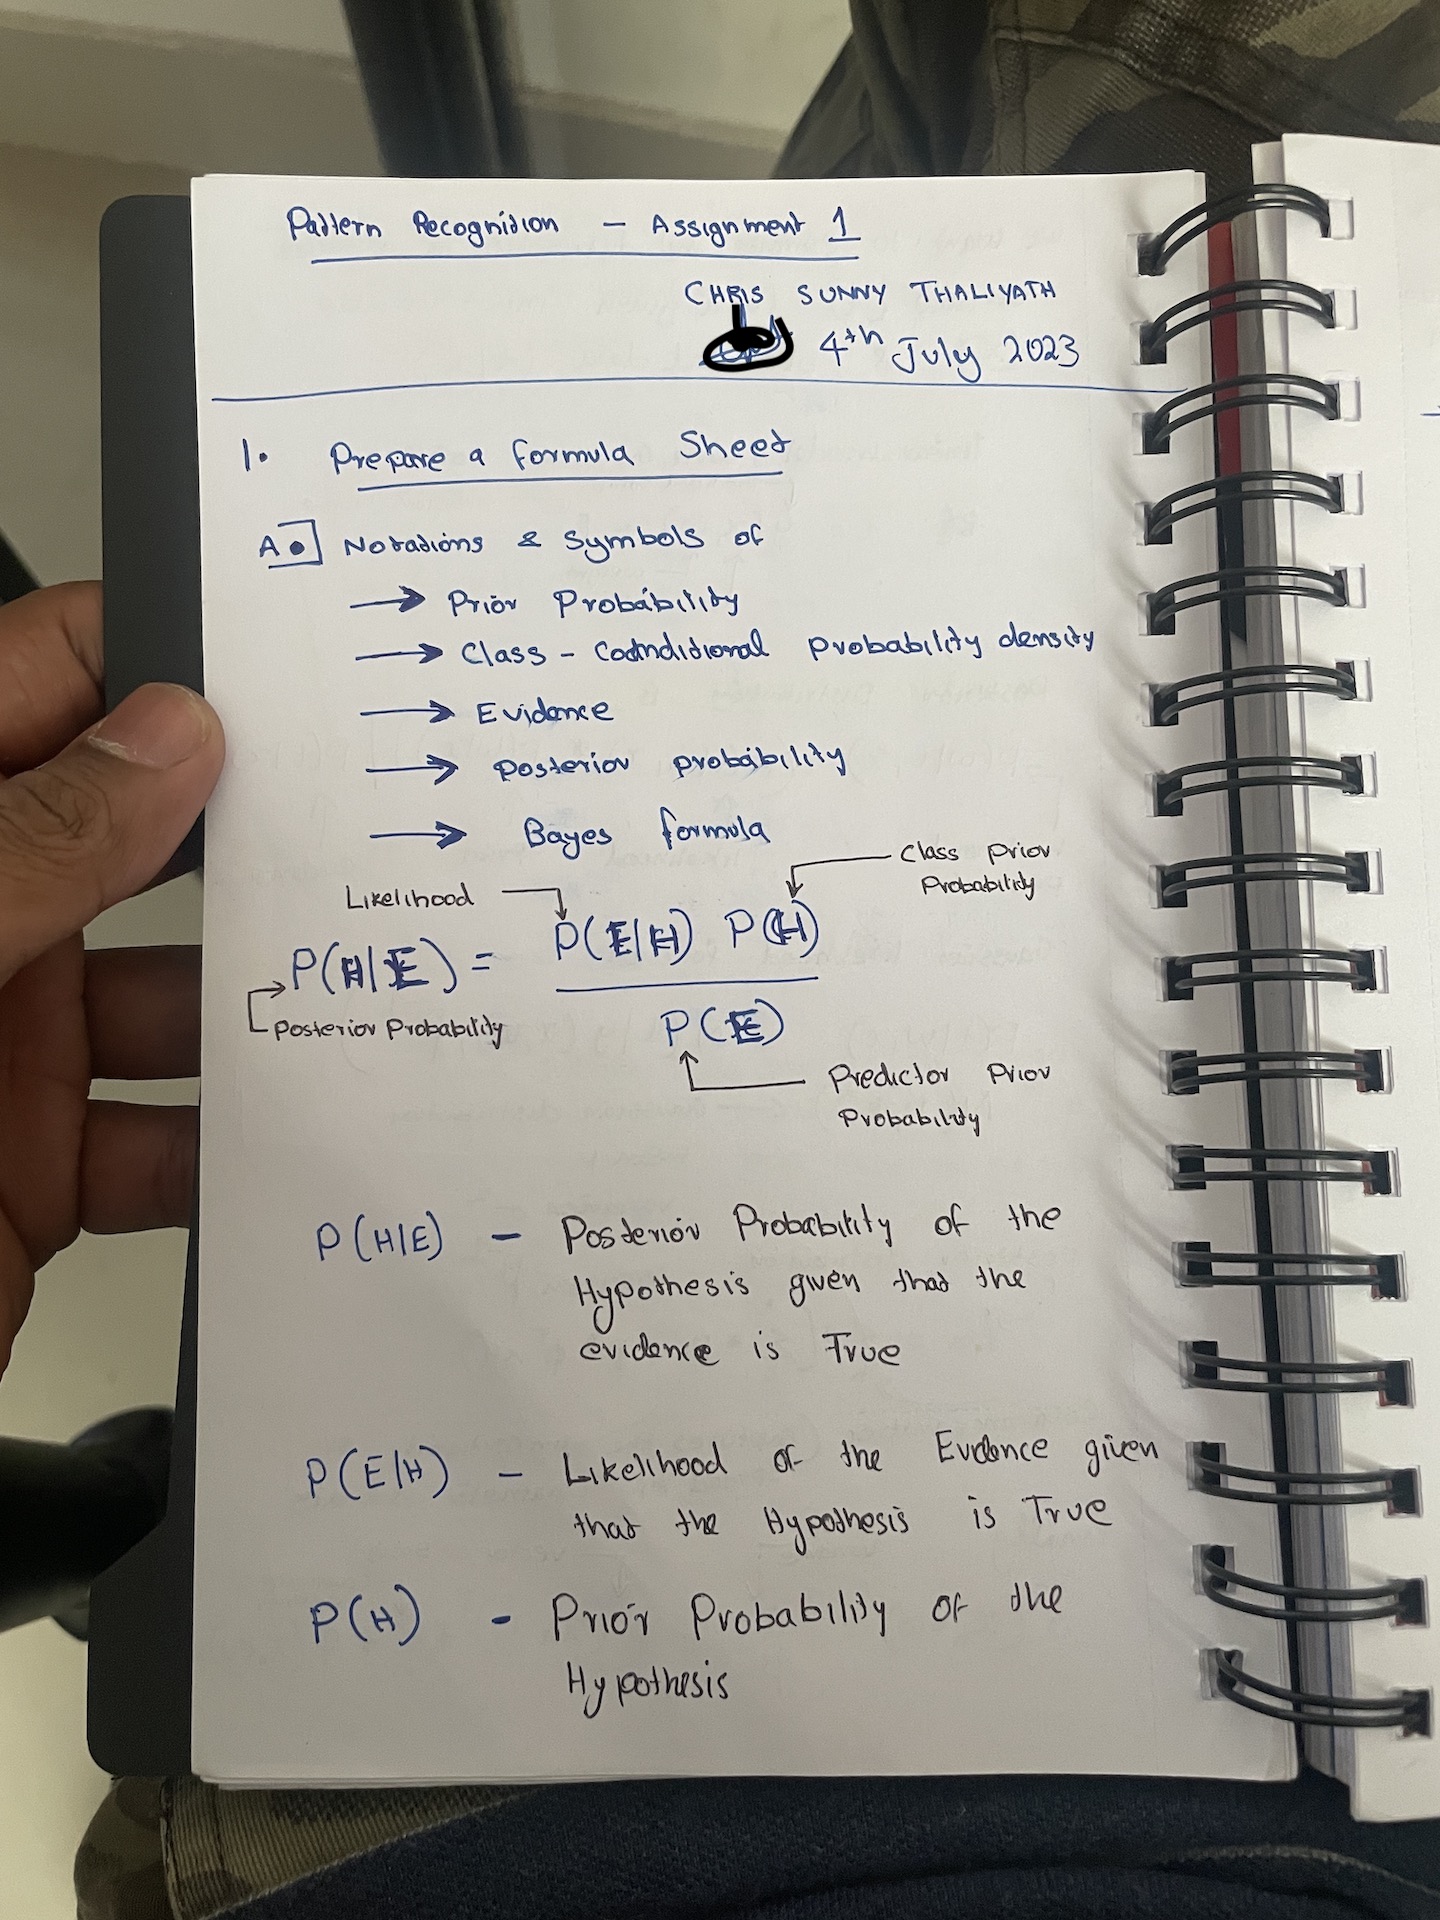 Pattern Recognition – Assignment 1
CHRIS SUNNY THALIYATH
4th July 2023
1. Prepare a formula Sheet
A. Notations & Symbols of
→ Prior Probability
→ Class - Conditional probability density
→ Evidence
→ Posterior probability
→ Bayes formula
Class Prior
Probability
Likelihood
P(H|E) = P(E|H) P(H)
P(E)
Posterior Probability
Predictor Prior
Probability
P(H|E) – Posterior Probability of the
Hypothesis given that the
evidence is True
P(E|H) – Likelihood of the Evidence given
that the Hypothesis is True
P(H) - Prior Probability of the
Hypothesis